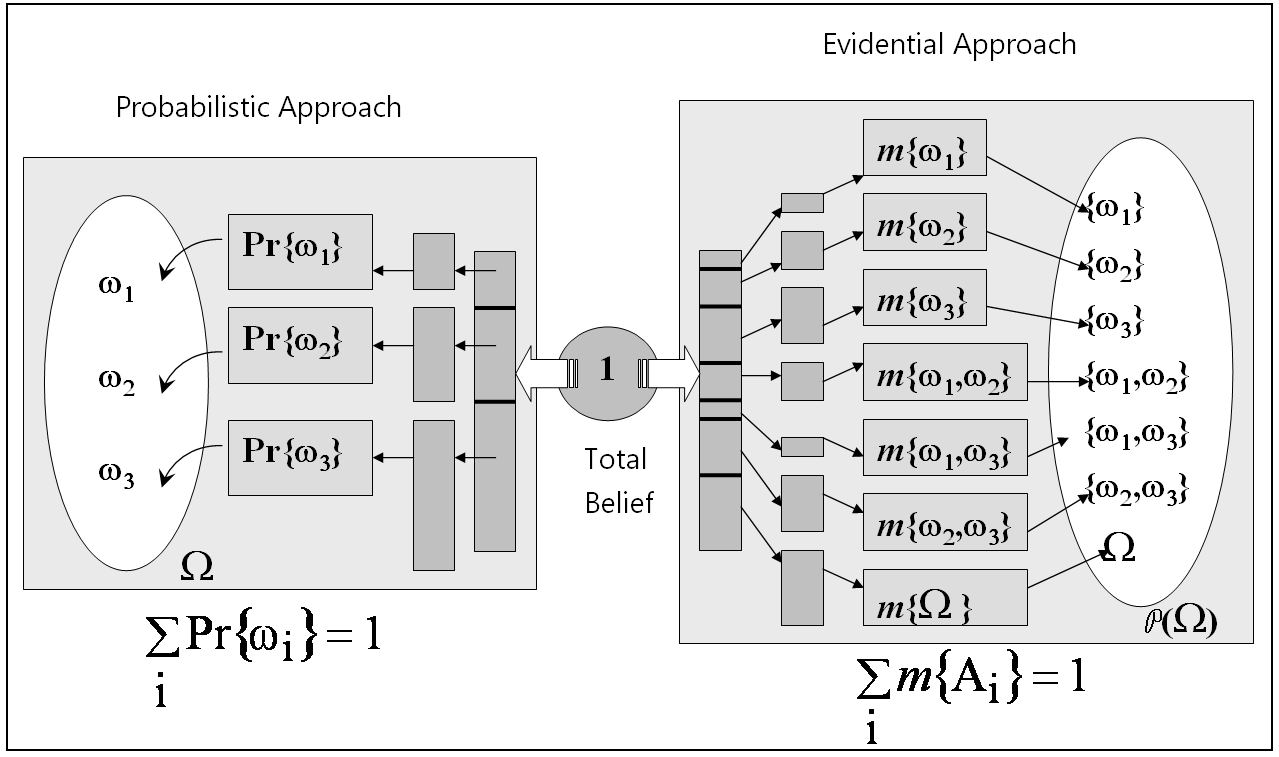 Probabilistic Approach
ω1
ω2
ω3
Pr{ω1}
Pr{ω2}
Pr{ω3}
Ω
∑ Pr{ωi} = 1
i
1
Total
Belief
Evidential Approach
m{ω1}
m{ω2}
m{ω3}
m{ω1,ω2}
m{ω1,ω3}
m{ω2,ω3}
m{Ω }
{ω1}
{ω2}
{ω3}
{ω1,ω2}
{ω1,ω3}
{ω2,ω3}
Ω
℘(Ω)
∑ m{Ai} = 1
i